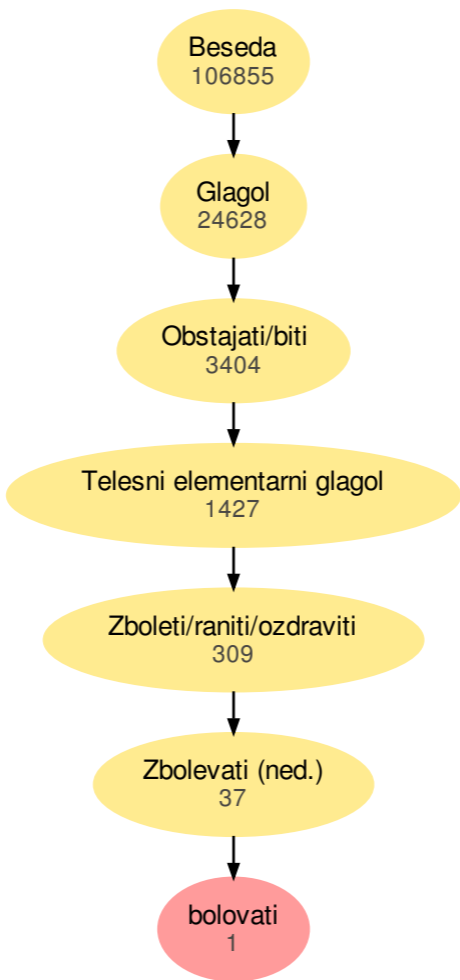 Beseda
106855
Glagol
24628
Obstajati/biti
3404
Telesni elementarni glagol
1427
Zboleti/raniti/ozdraviti
309
Zbolevati (ned.)
37
bolovati
1